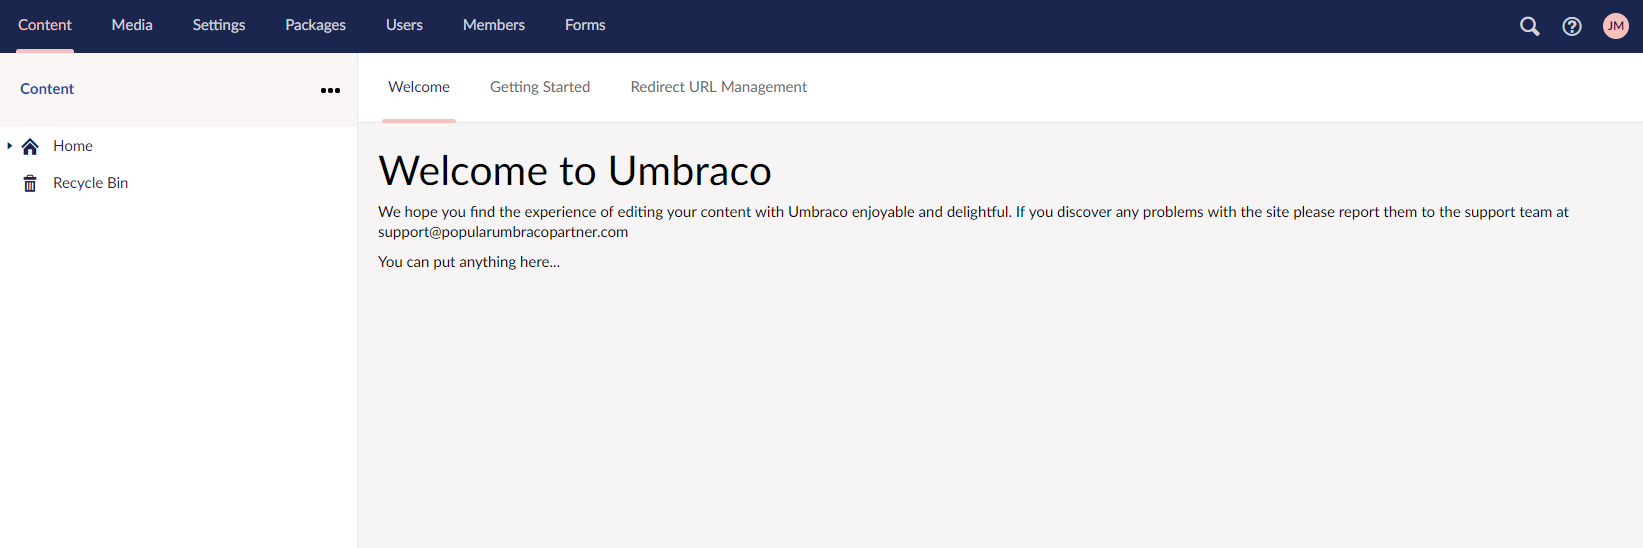 Content Media Settings Packages Users Members Forms JM
Content
Welcome Getting Started Redirect URL Management
Home
Recycle Bin
Welcome to Umbraco
We hope you find the experience of editing your content with Umbraco enjoyable and delightful. If you discover any problems with the site please report them to the support team at
support@popularumbracopartner.com
You can put anything here...